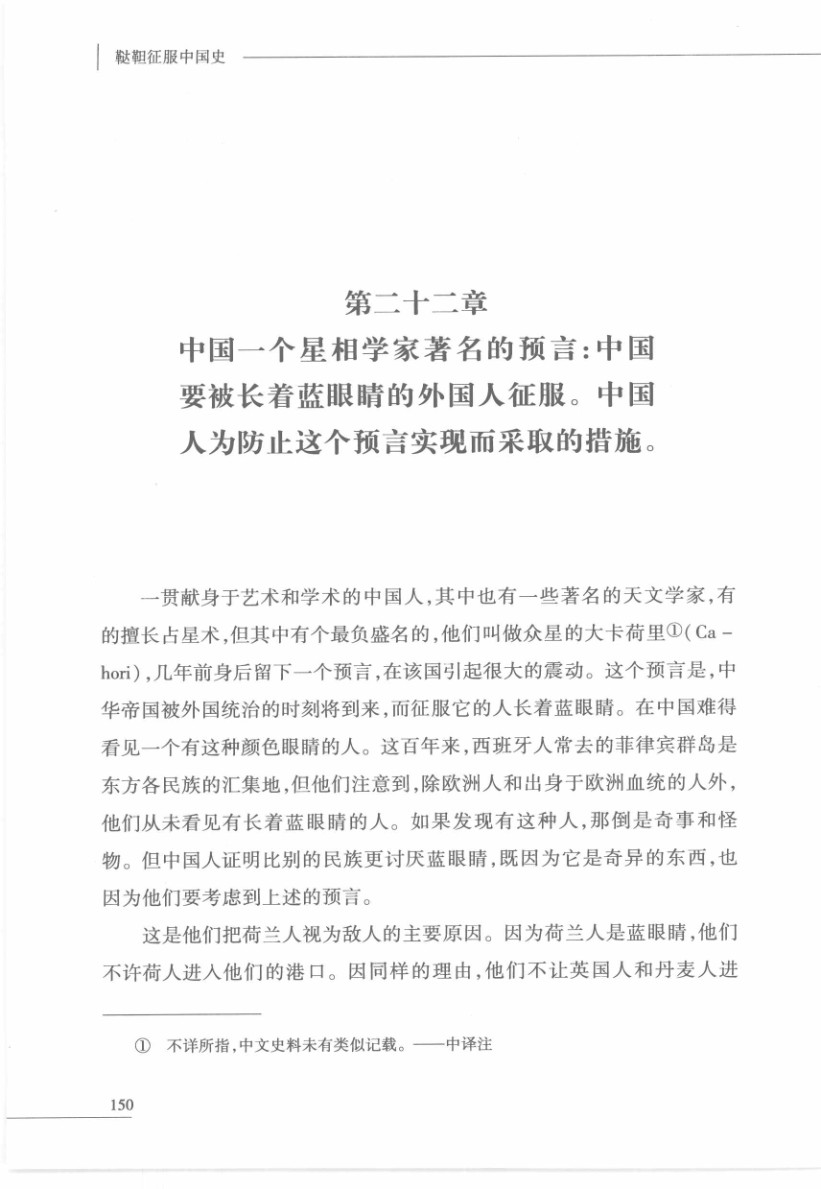 鞑靼征服中国史
第二十二章
中国一个星相学家著名的预言:中国
要被长着蓝眼睛的外国人征服。中国
人为防止这个预言实现而采取的措施。
一贯献身于艺术和学术的中国人,其中也有一些著名的天文学家,有
的擅长占星术,但其中有个最负盛名的,他们叫做众星的大卡荷里①(Ca-
hori),几年前身后留下一个预言,在该国引起很大的震动。这个预言是,中
华帝国被外国统治的时刻将到来,而征服它的人长着蓝眼睛。在中国难得
看见一个有这种颜色眼睛的人。这百年来,西班牙人常去的菲律宾群岛是
东方各民族的汇集地,但他们注意到,除欧洲人和出身于欧洲血统的人外,
他们从未看见有长着蓝眼睛的人。如果发现有这种人,那倒是奇事和怪
物。但中国人证明比别的民族更讨厌蓝眼睛,既因为它是奇异的东西,也
因为他们要考虑到上述的预言。
这是他们把荷兰人视为敌人的主要原因。因为荷兰人是蓝眼睛,他们
不许荷人进入他们的港口。因同样的理由,他们不让英国人和丹麦人进
① 不详所指,中文史料未有类似记载。——中译注
150